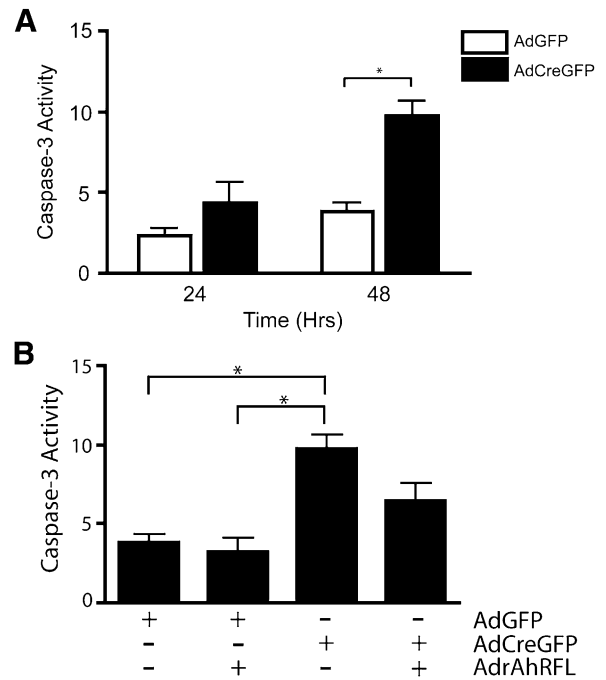 A
15
10
5
0
Caspase-3 Activity
*
AdGFP
AdCreGFP
24 48
Time (Hrs)
B
15
10
5
0
Caspase-3 Activity
*
*
+ + - - AdGFP
- - + + AdCreGFP
- + - + AdrAhRFL